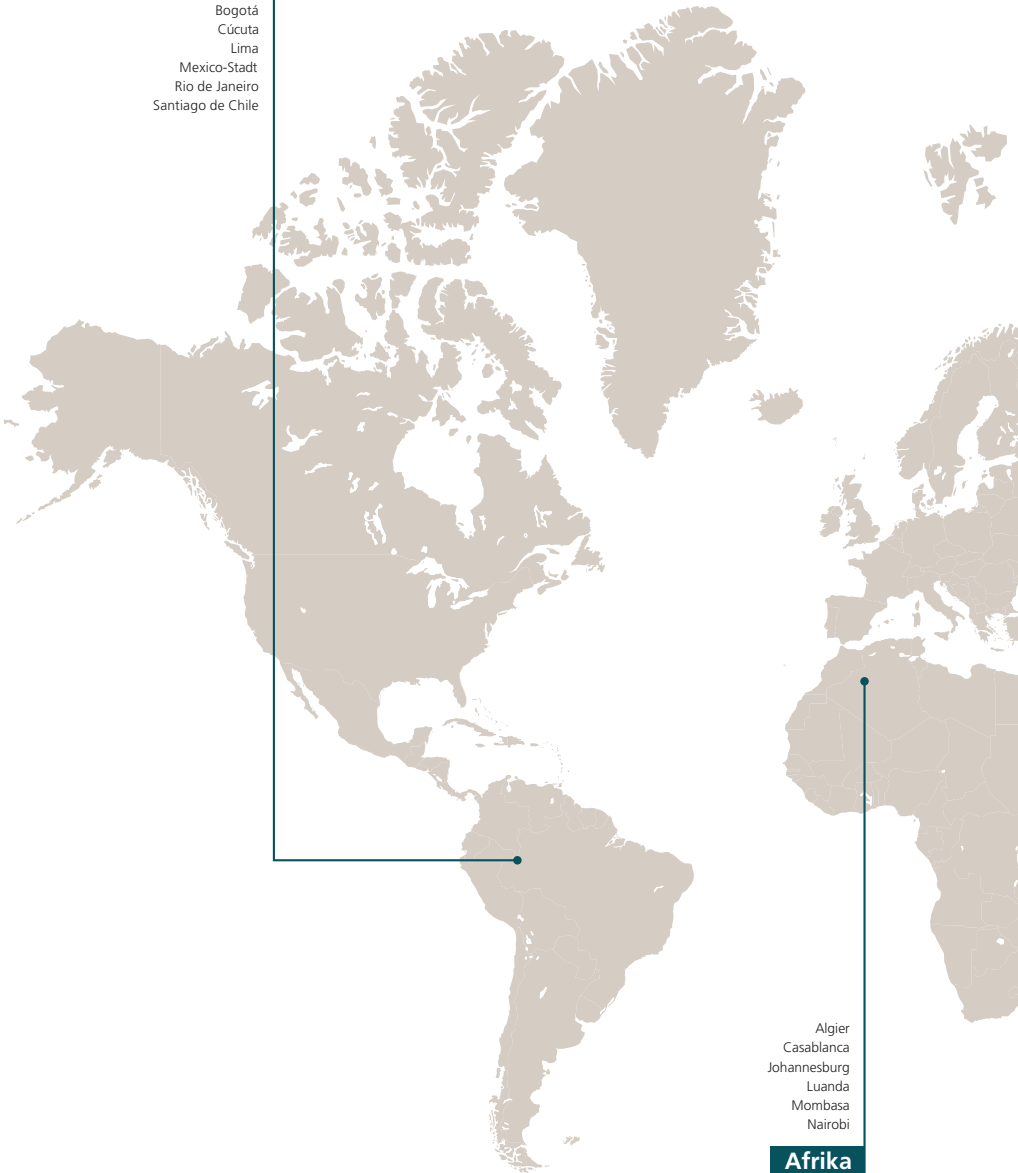 Bogotá
Cúcuta
Lima
Mexico-Stadt
Rio de Janeiro
Santiago de Chile
Algier
Casablanca
Johannesburg
Luanda
Mombasa
Nairobi
Afrika